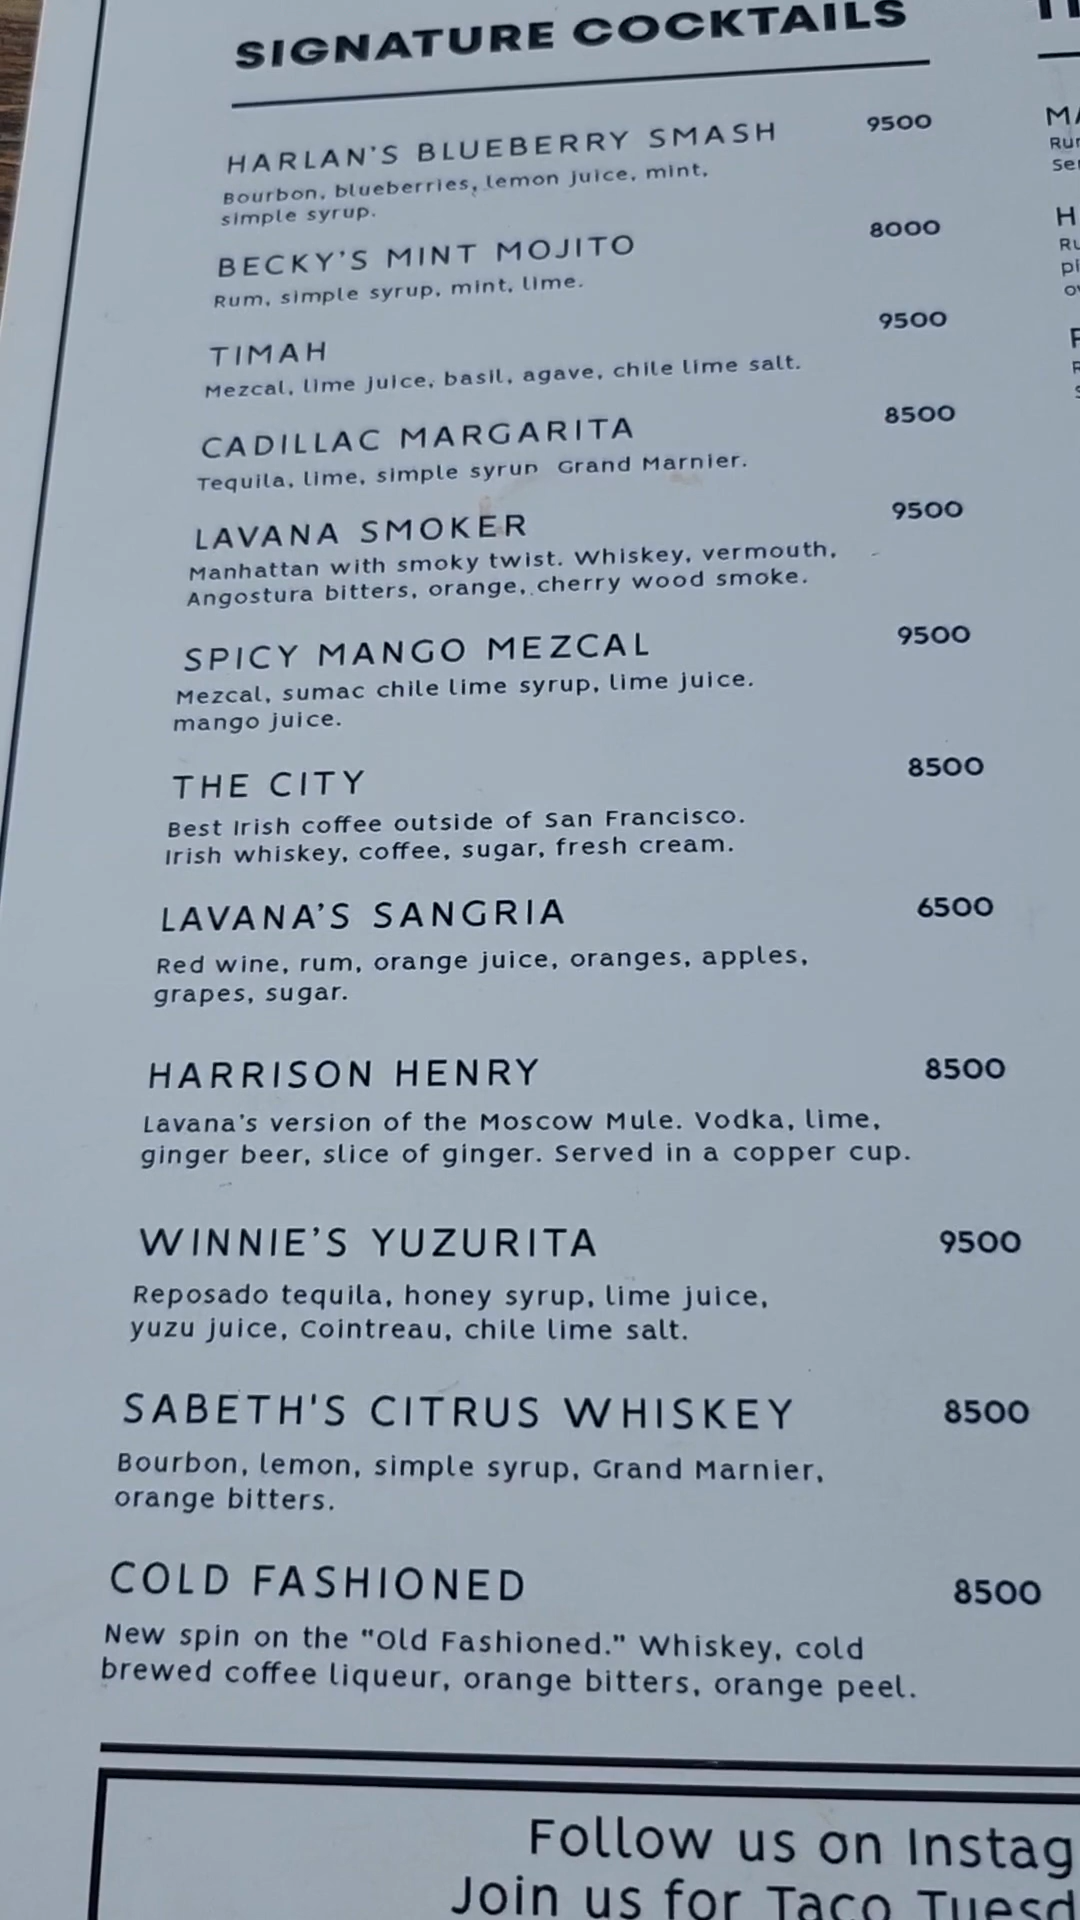 SIGNATURE COCKTAILS
HARLAN'S BLUEBERRY SMASH 9500
Bourbon, blueberries, lemon juice, mint,
simple syrup.
BECKY'S MINT MOJITO 8000
Rum, simple syrup, mint, lime.
TIMAH 9500
Mezcal, lime juice, basil, agave, chile lime salt.
CADILLAC MARGARITA 8500
Tequila, lime, simple syrup Grand Marnier.
LAVANA SMOKER 9500
Manhattan with smoky twist. Whiskey, vermouth,
Angostura bitters, orange, cherry wood smoke.
SPICY MANGO MEZCAL 9500
Mezcal, sumac chile lime syrup, lime juice.
mango juice.
THE CITY 8500
Best Irish coffee outside of San Francisco.
Irish whiskey, coffee, sugar, fresh cream.
LAVANA'S SANGRIA 6500
Red wine, rum, orange juice, oranges, apples,
grapes, sugar.
HARRISON HENRY 8500
Lavana's version of the Moscow Mule. Vodka, lime,
ginger beer, slice of ginger. Served in a copper cup.
WINNIE'S YUZURITA 9500
Reposado tequila, honey syrup, lime juice,
yuzu juice, Cointreau, chile lime salt.
SABETH'S CITRUS WHISKEY 8500
Bourbon, lemon, simple syrup, Grand Marnier,
orange bitters.
COLD FASHIONED 8500
New spin on the "Old Fashioned." Whiskey, cold
brewed coffee liqueur, orange bitters, orange peel.
Follow us on Instag
Join us for Taco Tuesd